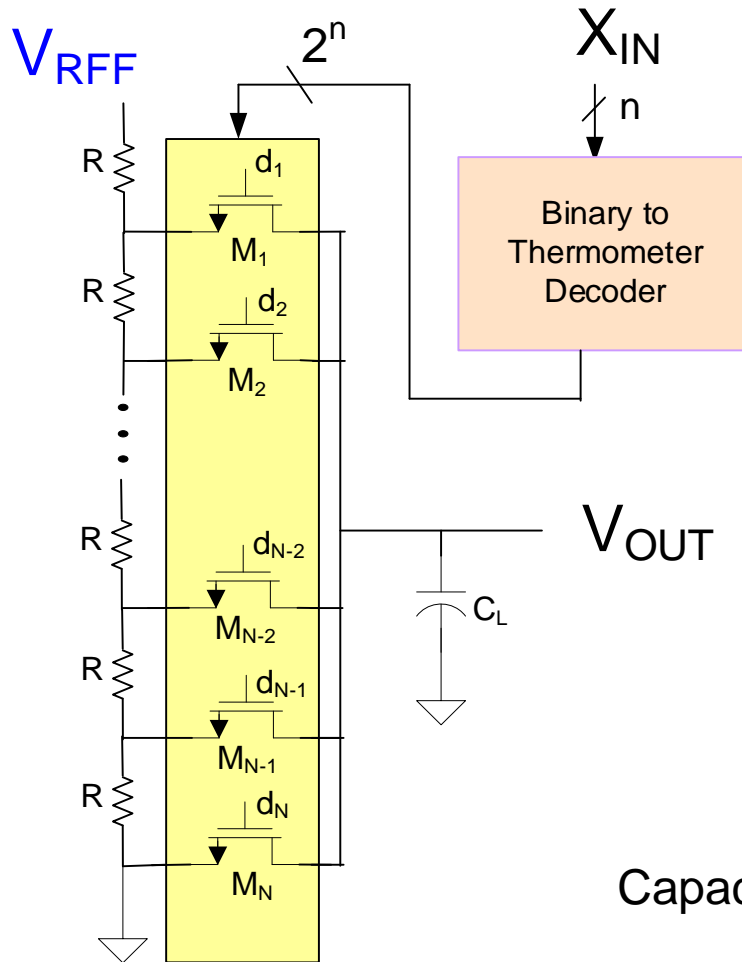 V_RFF
2^n
X_IN
n
R
d_1
M_1
Binary to
Thermometer
Decoder
R
d_2
M_2
R
d_N-2
M_N-2
V_OUT
C_L
R
d_N-1
M_N-1
R
d_N
M_N
Capac